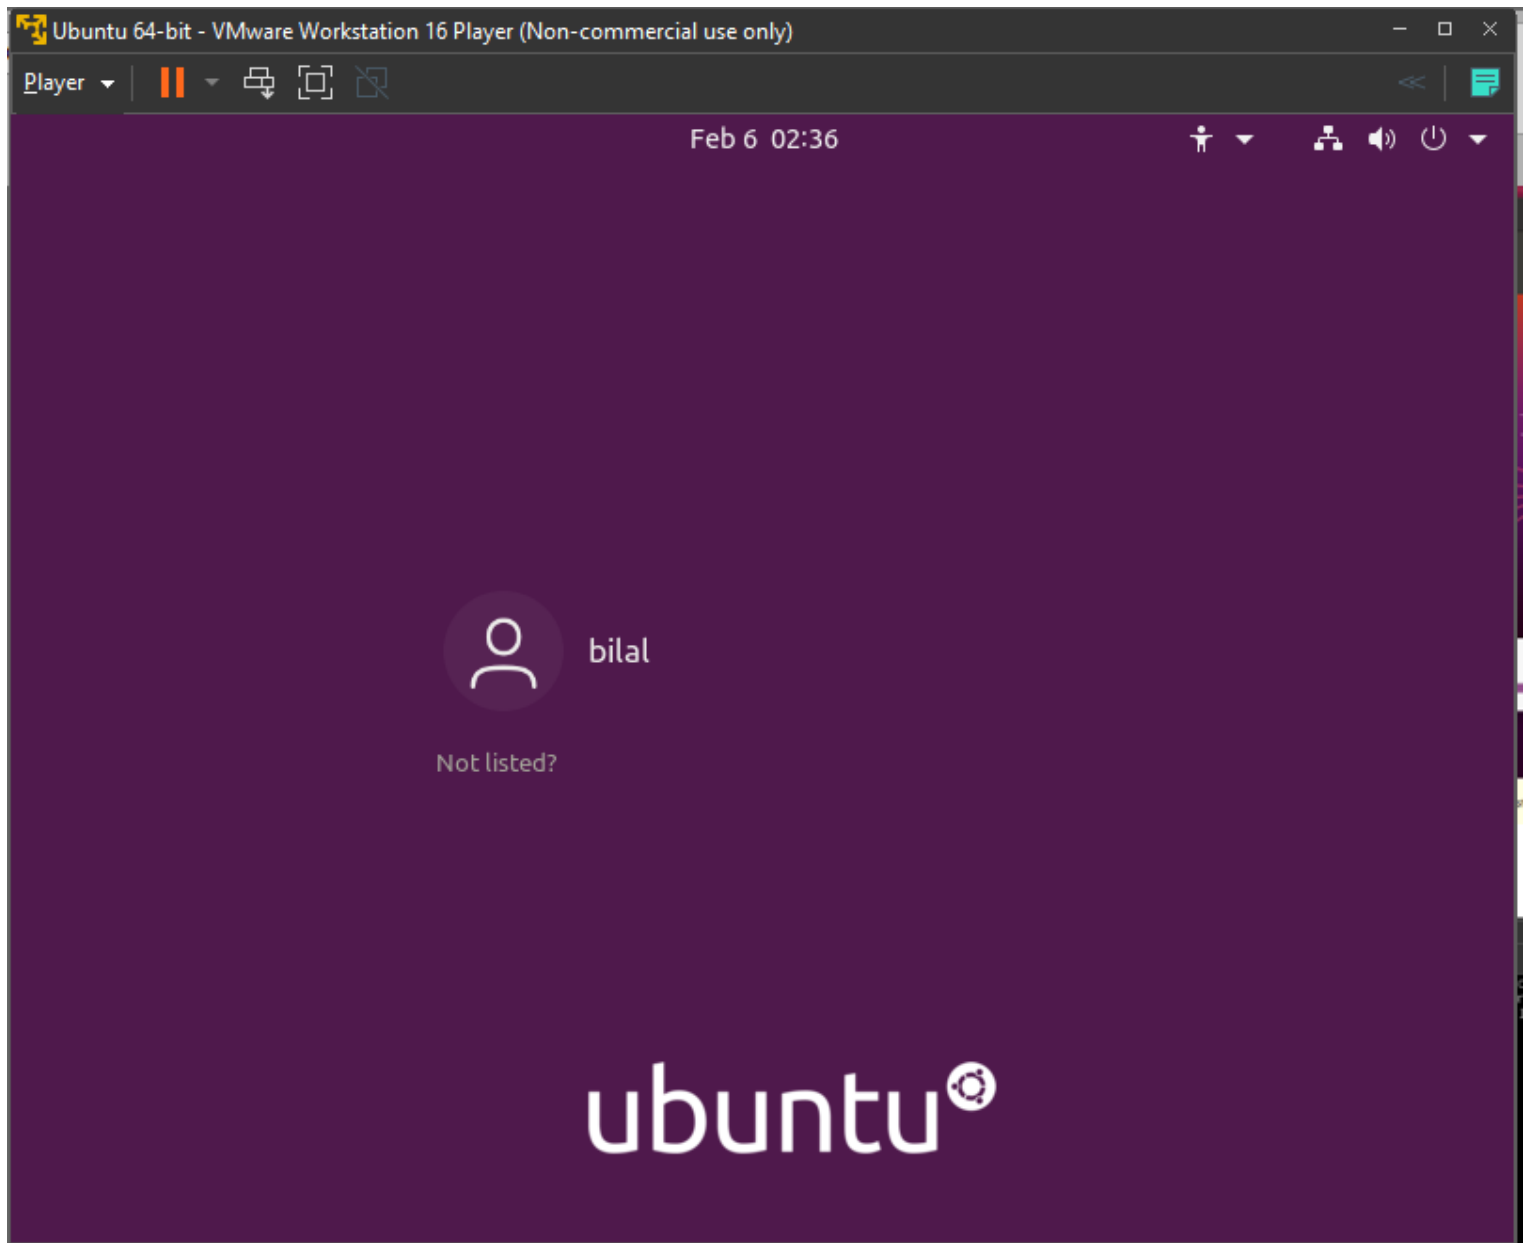 Ubuntu 64-bit - VMware Workstation 16 Player (Non-commercial use only)
Player
Feb 6 02:36
bilal
Not listed?
ubuntu